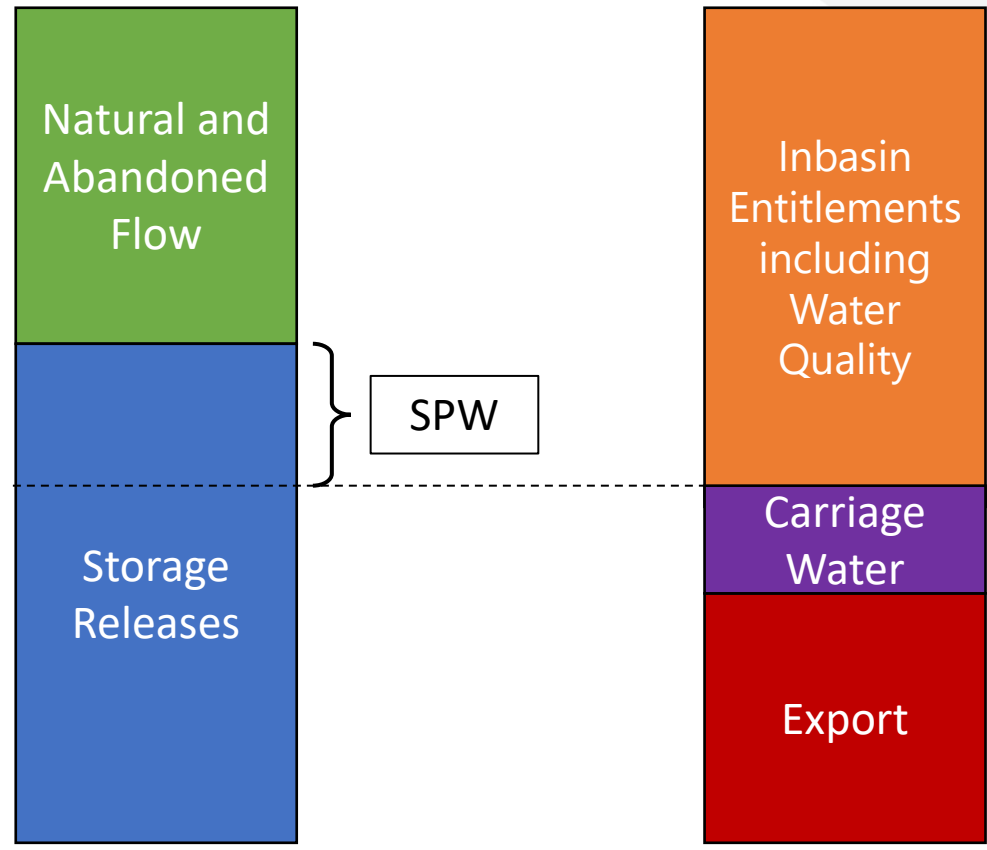 Natural and
Abandoned
Flow
Storage
Releases
SPW
Inbasin
Entitlements
including
Water
Quality
Carriage
Water
Export